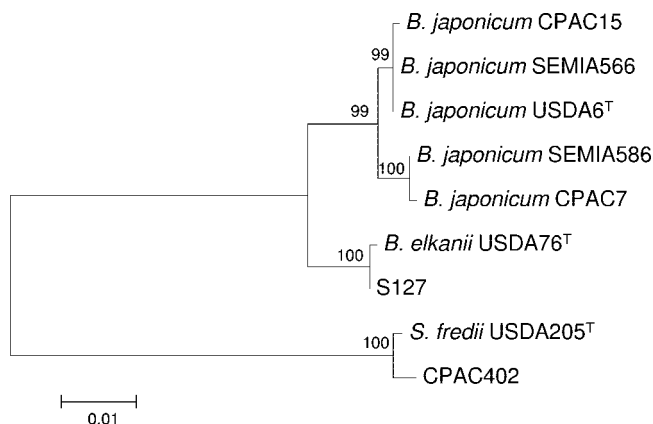 B. japonicum CPAC15
99
B. japonicum SEMIA566
99
B. japonicum USDA6ᵀ
B. japonicum SEMIA586
100
B. japonicum CPAC7
B. elkanii USDA76ᵀ
100
S127
S. fredii USDA205ᵀ
100
CPAC402
0.01